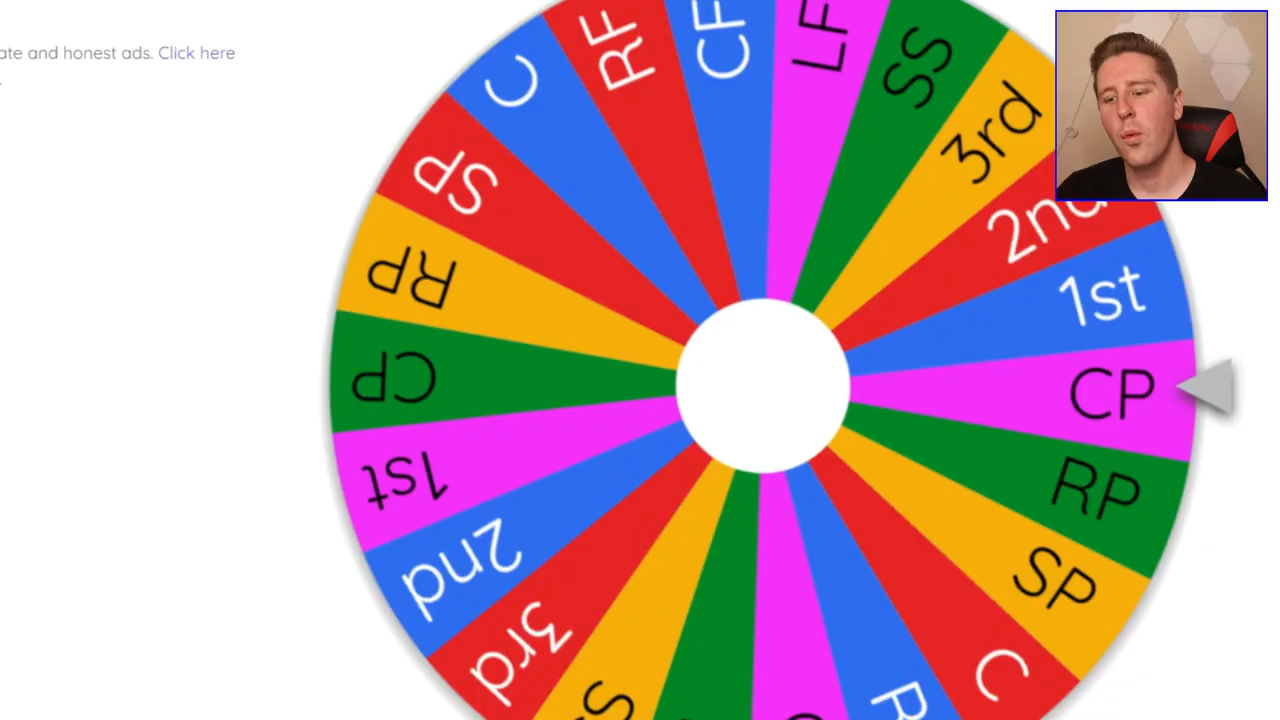 ate and honest ads. Click here
.
C
RF
CF
LF
SS
3rd
2nd
1st
CP
RP
SP
C
R
SP
RP
CP
1st
2nd
3rd